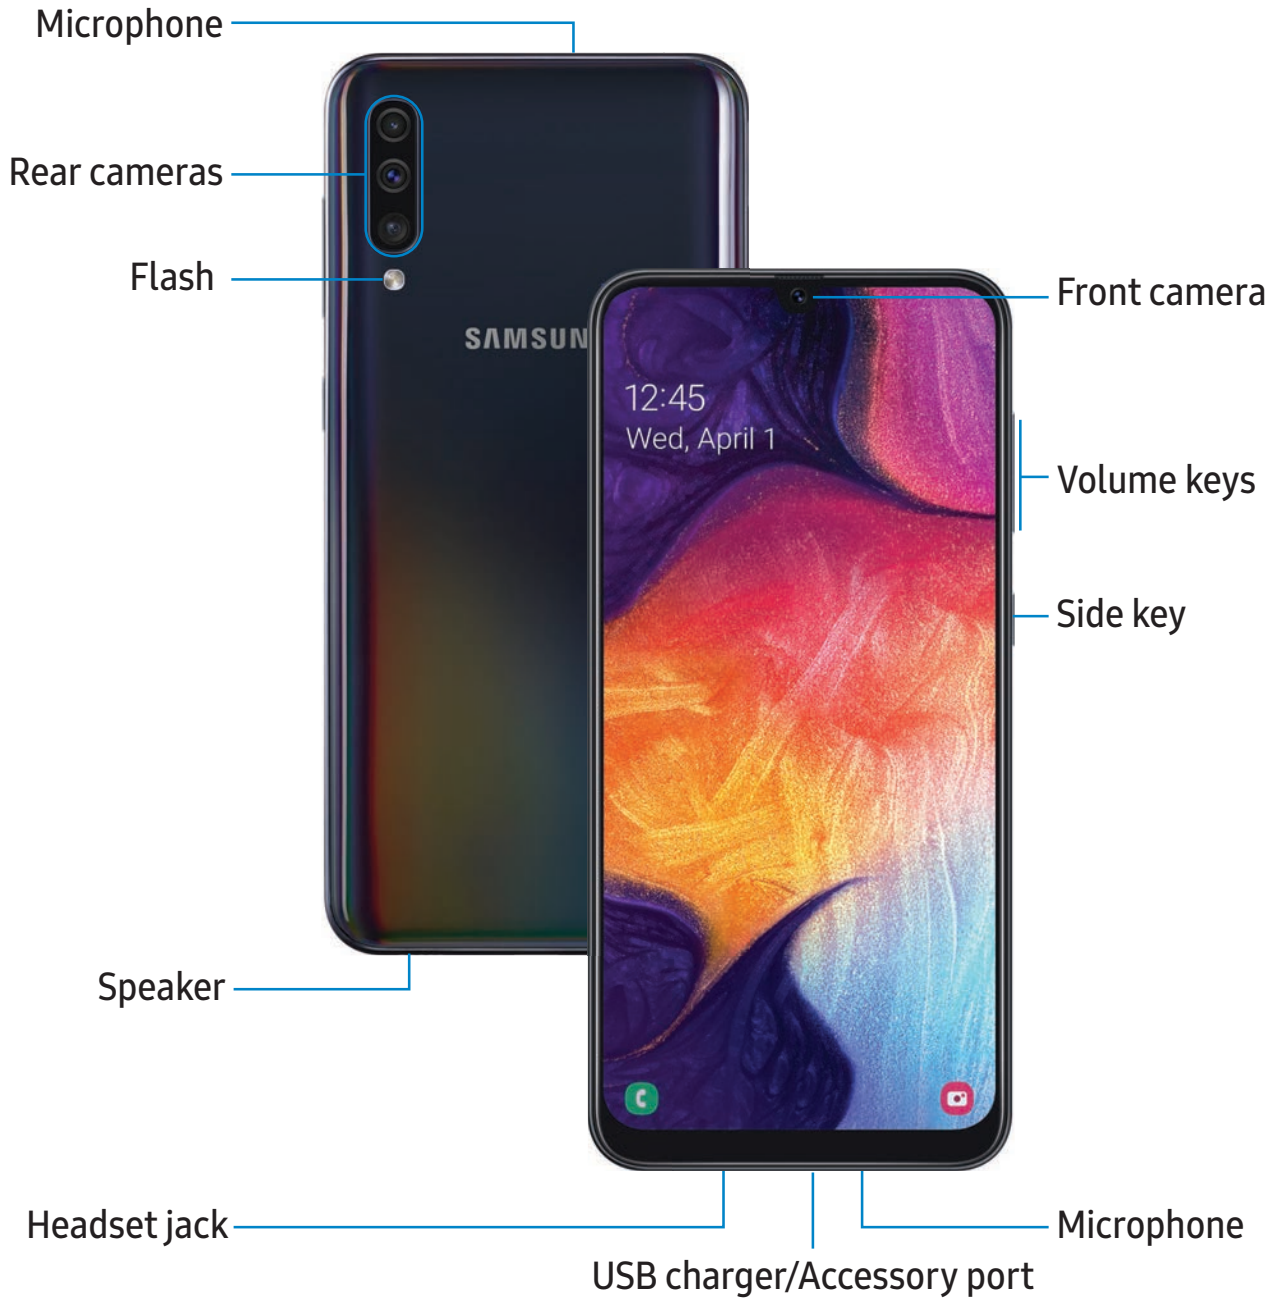 Microphone
Rear cameras
Flash
SAMSUN
Front camera
12:45
Wed, April 1
Volume keys
Side key
Speaker
Headset jack
Microphone
USB charger/Accessory port